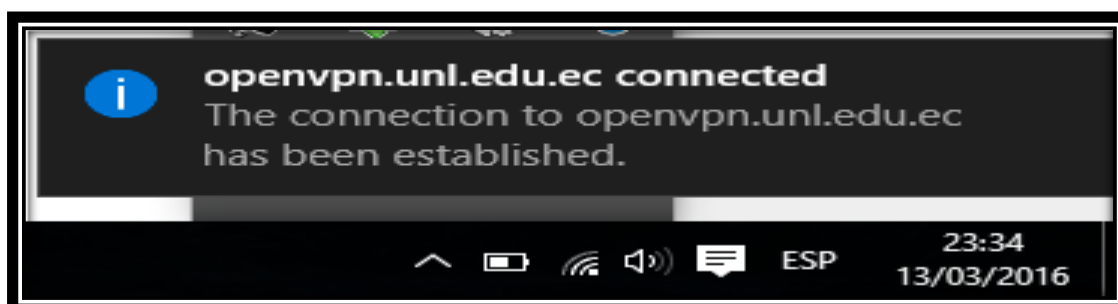 openvpn.unl.edu.ec connected
The connection to openvpn.unl.edu.ec
has been established.
ESP
23:34
13/03/2016